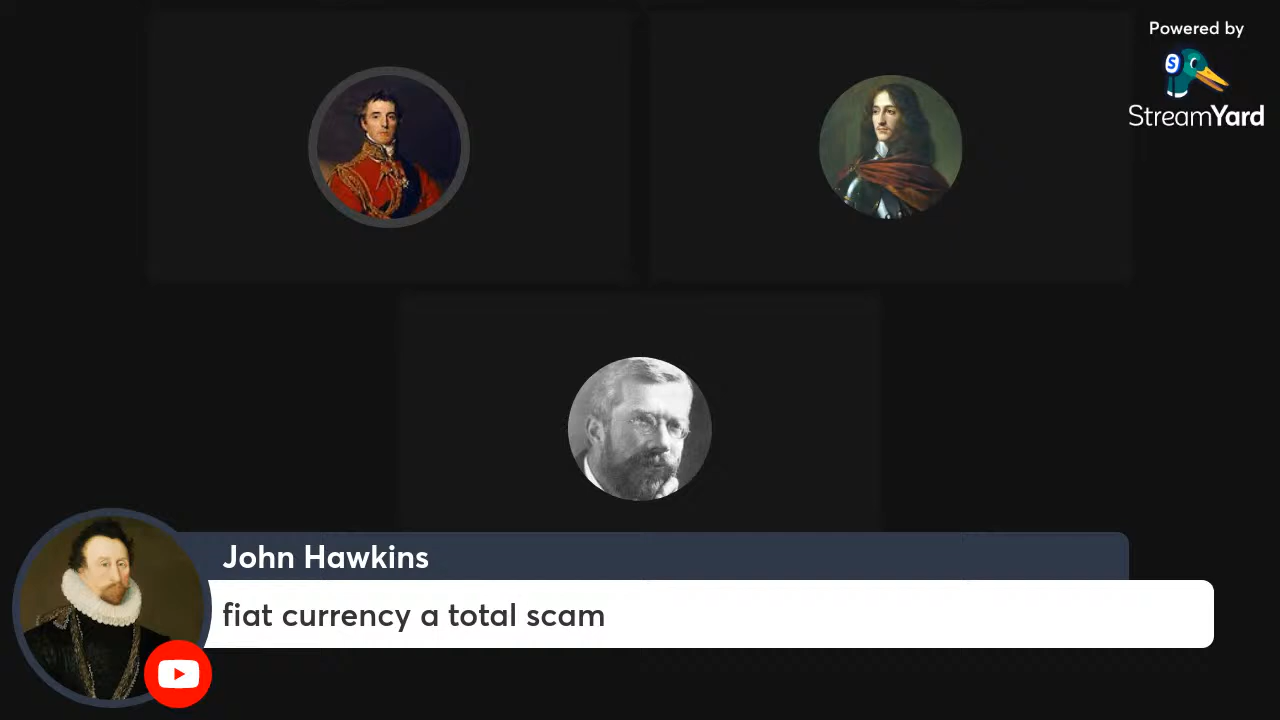 Powered by
S
StreamYard
John Hawkins
fiat currency a total scam